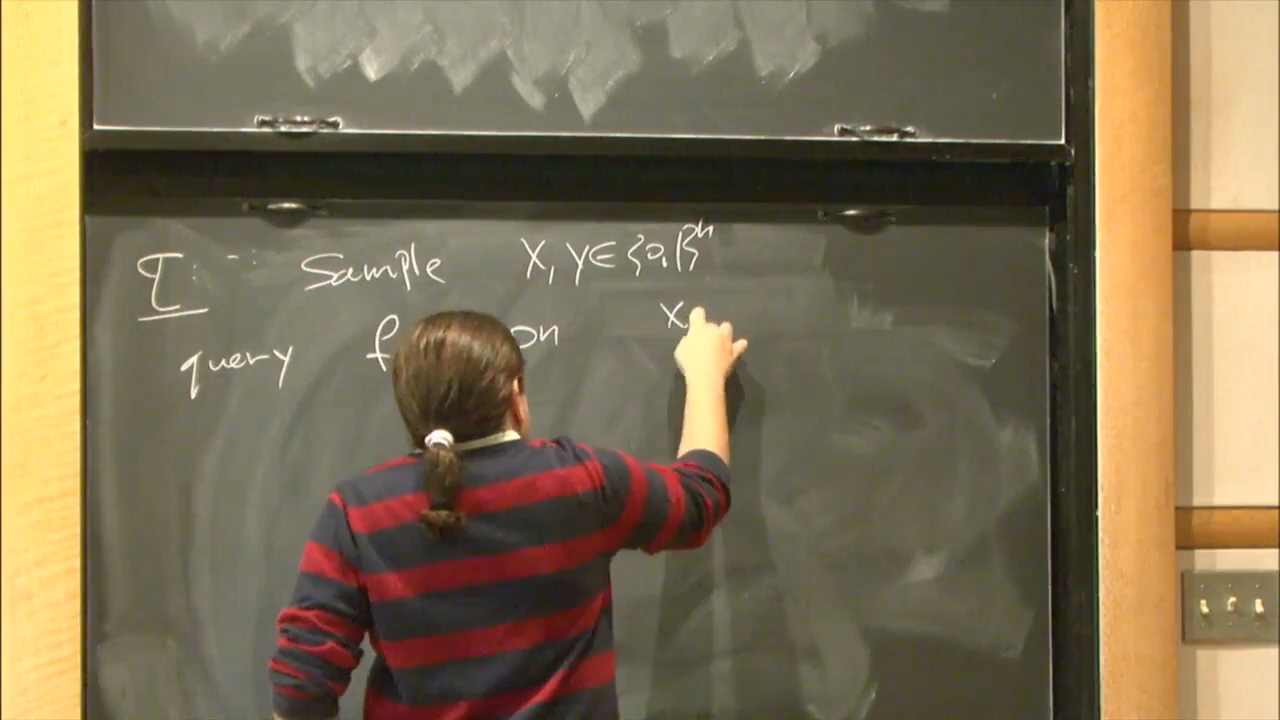 T: Sample x, y ∈ {0,1}^n
query f on x